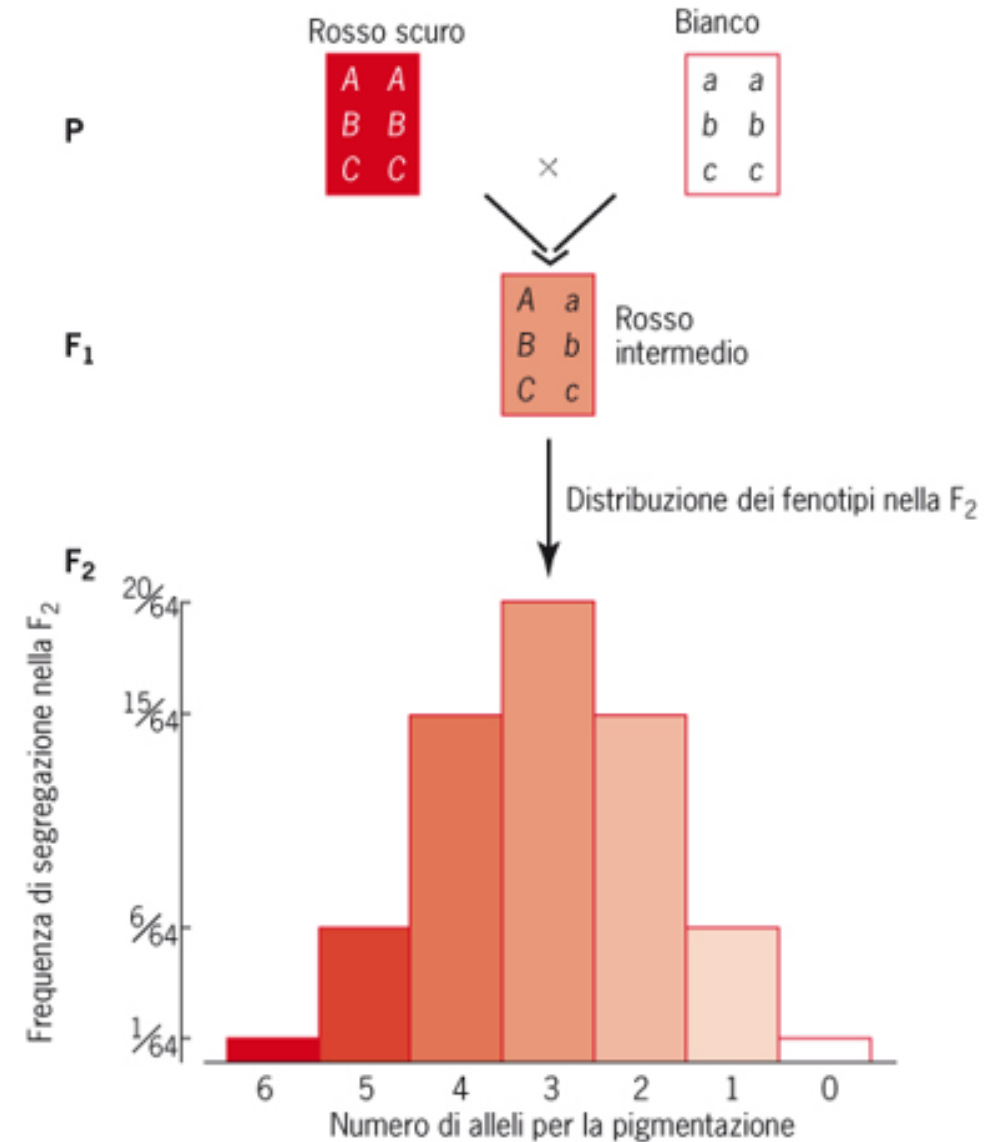 Rosso scuro
Bianco
P
A A
B B
C C
×
a a
b b
c c
F1
A a
B b
C c
Rosso
intermedio
Distribuzione dei fenotipi nella F2
F2
Frequenza di segregazione nella F2
20/64
15/64
6/64
1/64
6 5 4 3 2 1 0
Numero di alleli per la pigmentazione